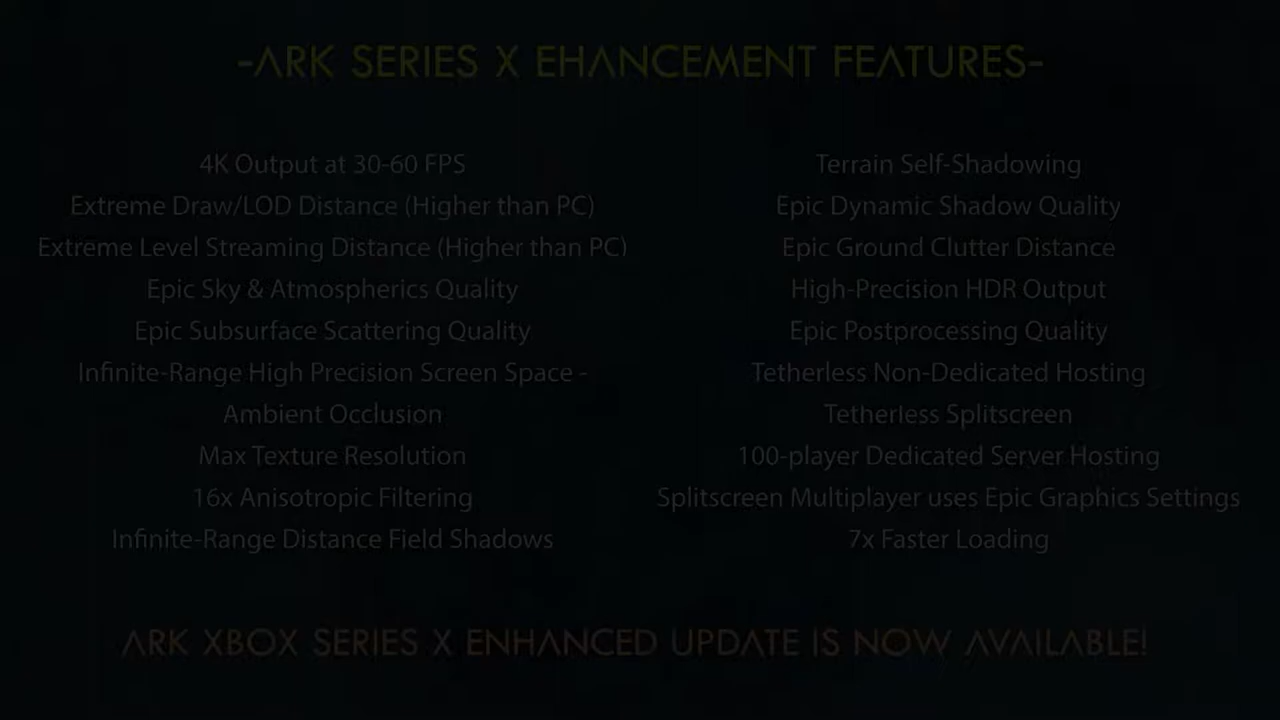 -ARK SERIES X EHANCEMENT FEATURES-
4K Output at 30-60 FPS
Extreme Draw/LOD Distance (Higher than PC)
Extreme Level Streaming Distance (Higher than PC)
Epic Sky & Atmospherics Quality
Epic Subsurface Scattering Quality
Infinite-Range High Precision Screen Space -
Ambient Occlusion
Max Texture Resolution
16x Anisotropic Filtering
Infinite-Range Distance Field Shadows
Terrain Self-Shadowing
Epic Dynamic Shadow Quality
Epic Ground Clutter Distance
High-Precision HDR Output
Epic Postprocessing Quality
Tetherless Non-Dedicated Hosting
Tetherless Splitscreen
100-player Dedicated Server Hosting
Splitscreen Multiplayer uses Epic Graphics Settings
7x Faster Loading
ARK XBOX SERIES X ENHANCED UPDATE IS NOW AVAILABLE!